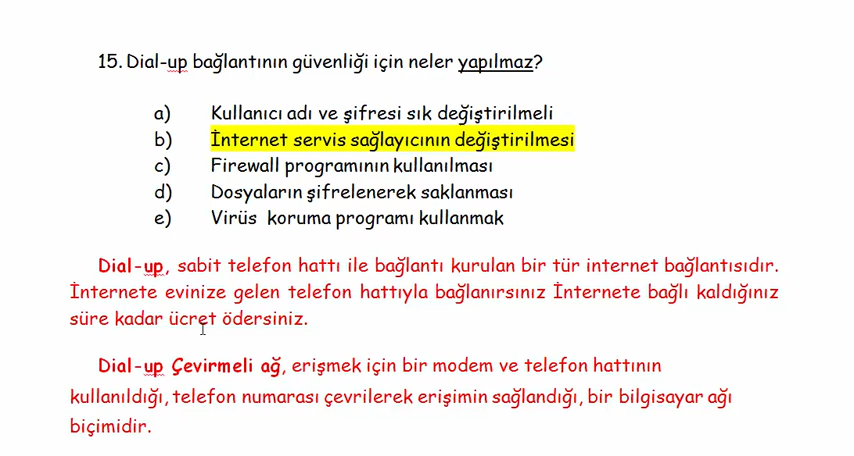 15. Dial-up bağlantının güvenliği için neler yapılmaz?
a) Kullanıcı adı ve şifresi sık değiştirilmeli
b) İnternet servis sağlayıcının değiştirilmesi
c) Firewall programının kullanılması
d) Dosyaların şifrelenerek saklanması
e) Virüs koruma programı kullanmak
Dial-up, sabit telefon hattı ile bağlantı kurulan bir tür internet bağlantısıdır.
İnternete evinize gelen telefon hattıyla bağlanırsınız İnternete bağlı kaldığınız
süre kadar ücret ödersiniz.
Dial-up Çevirmeli ağ, erişmek için bir modem ve telefon hattının
kullanıldığı, telefon numarası çevrilerek erişimin sağlandığı, bir bilgisayar ağı
biçimidir.